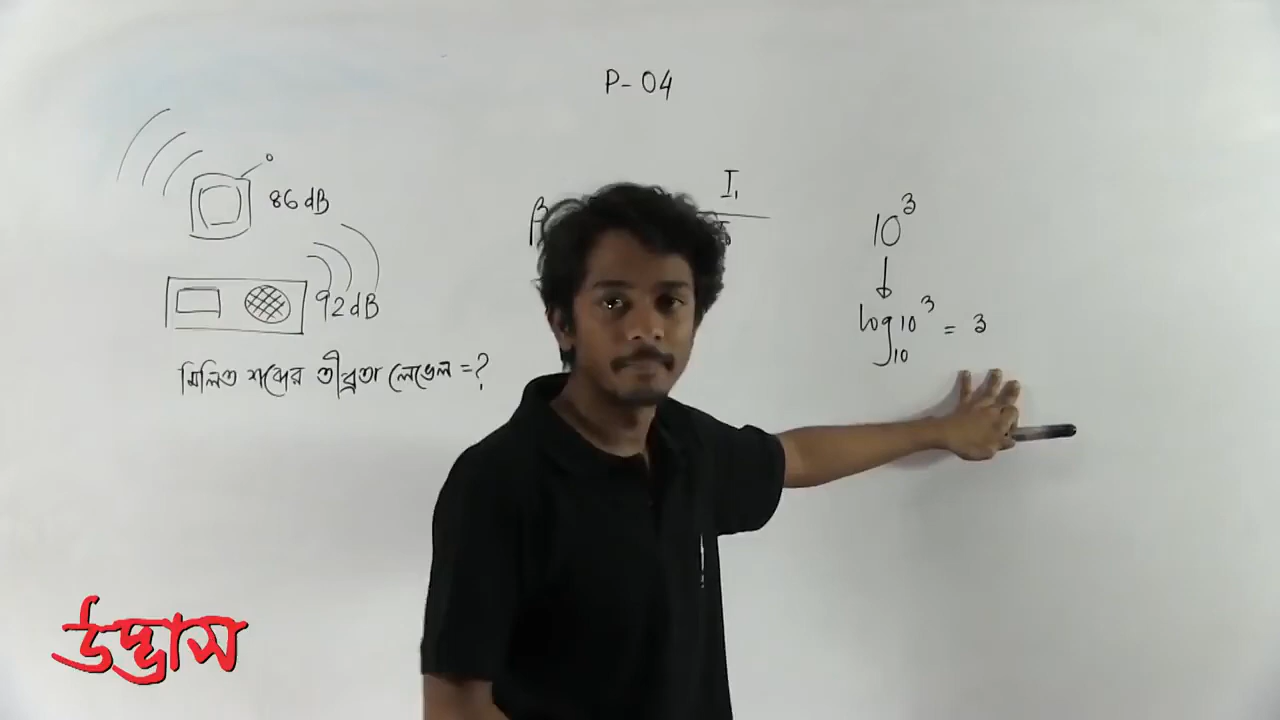 P-04
86 dB
92 dB
মিলিত শব্দের তীব্রতা লেভেল =?
β
I₁
10³
log₁₀10³ = 3
উদ্ভাস